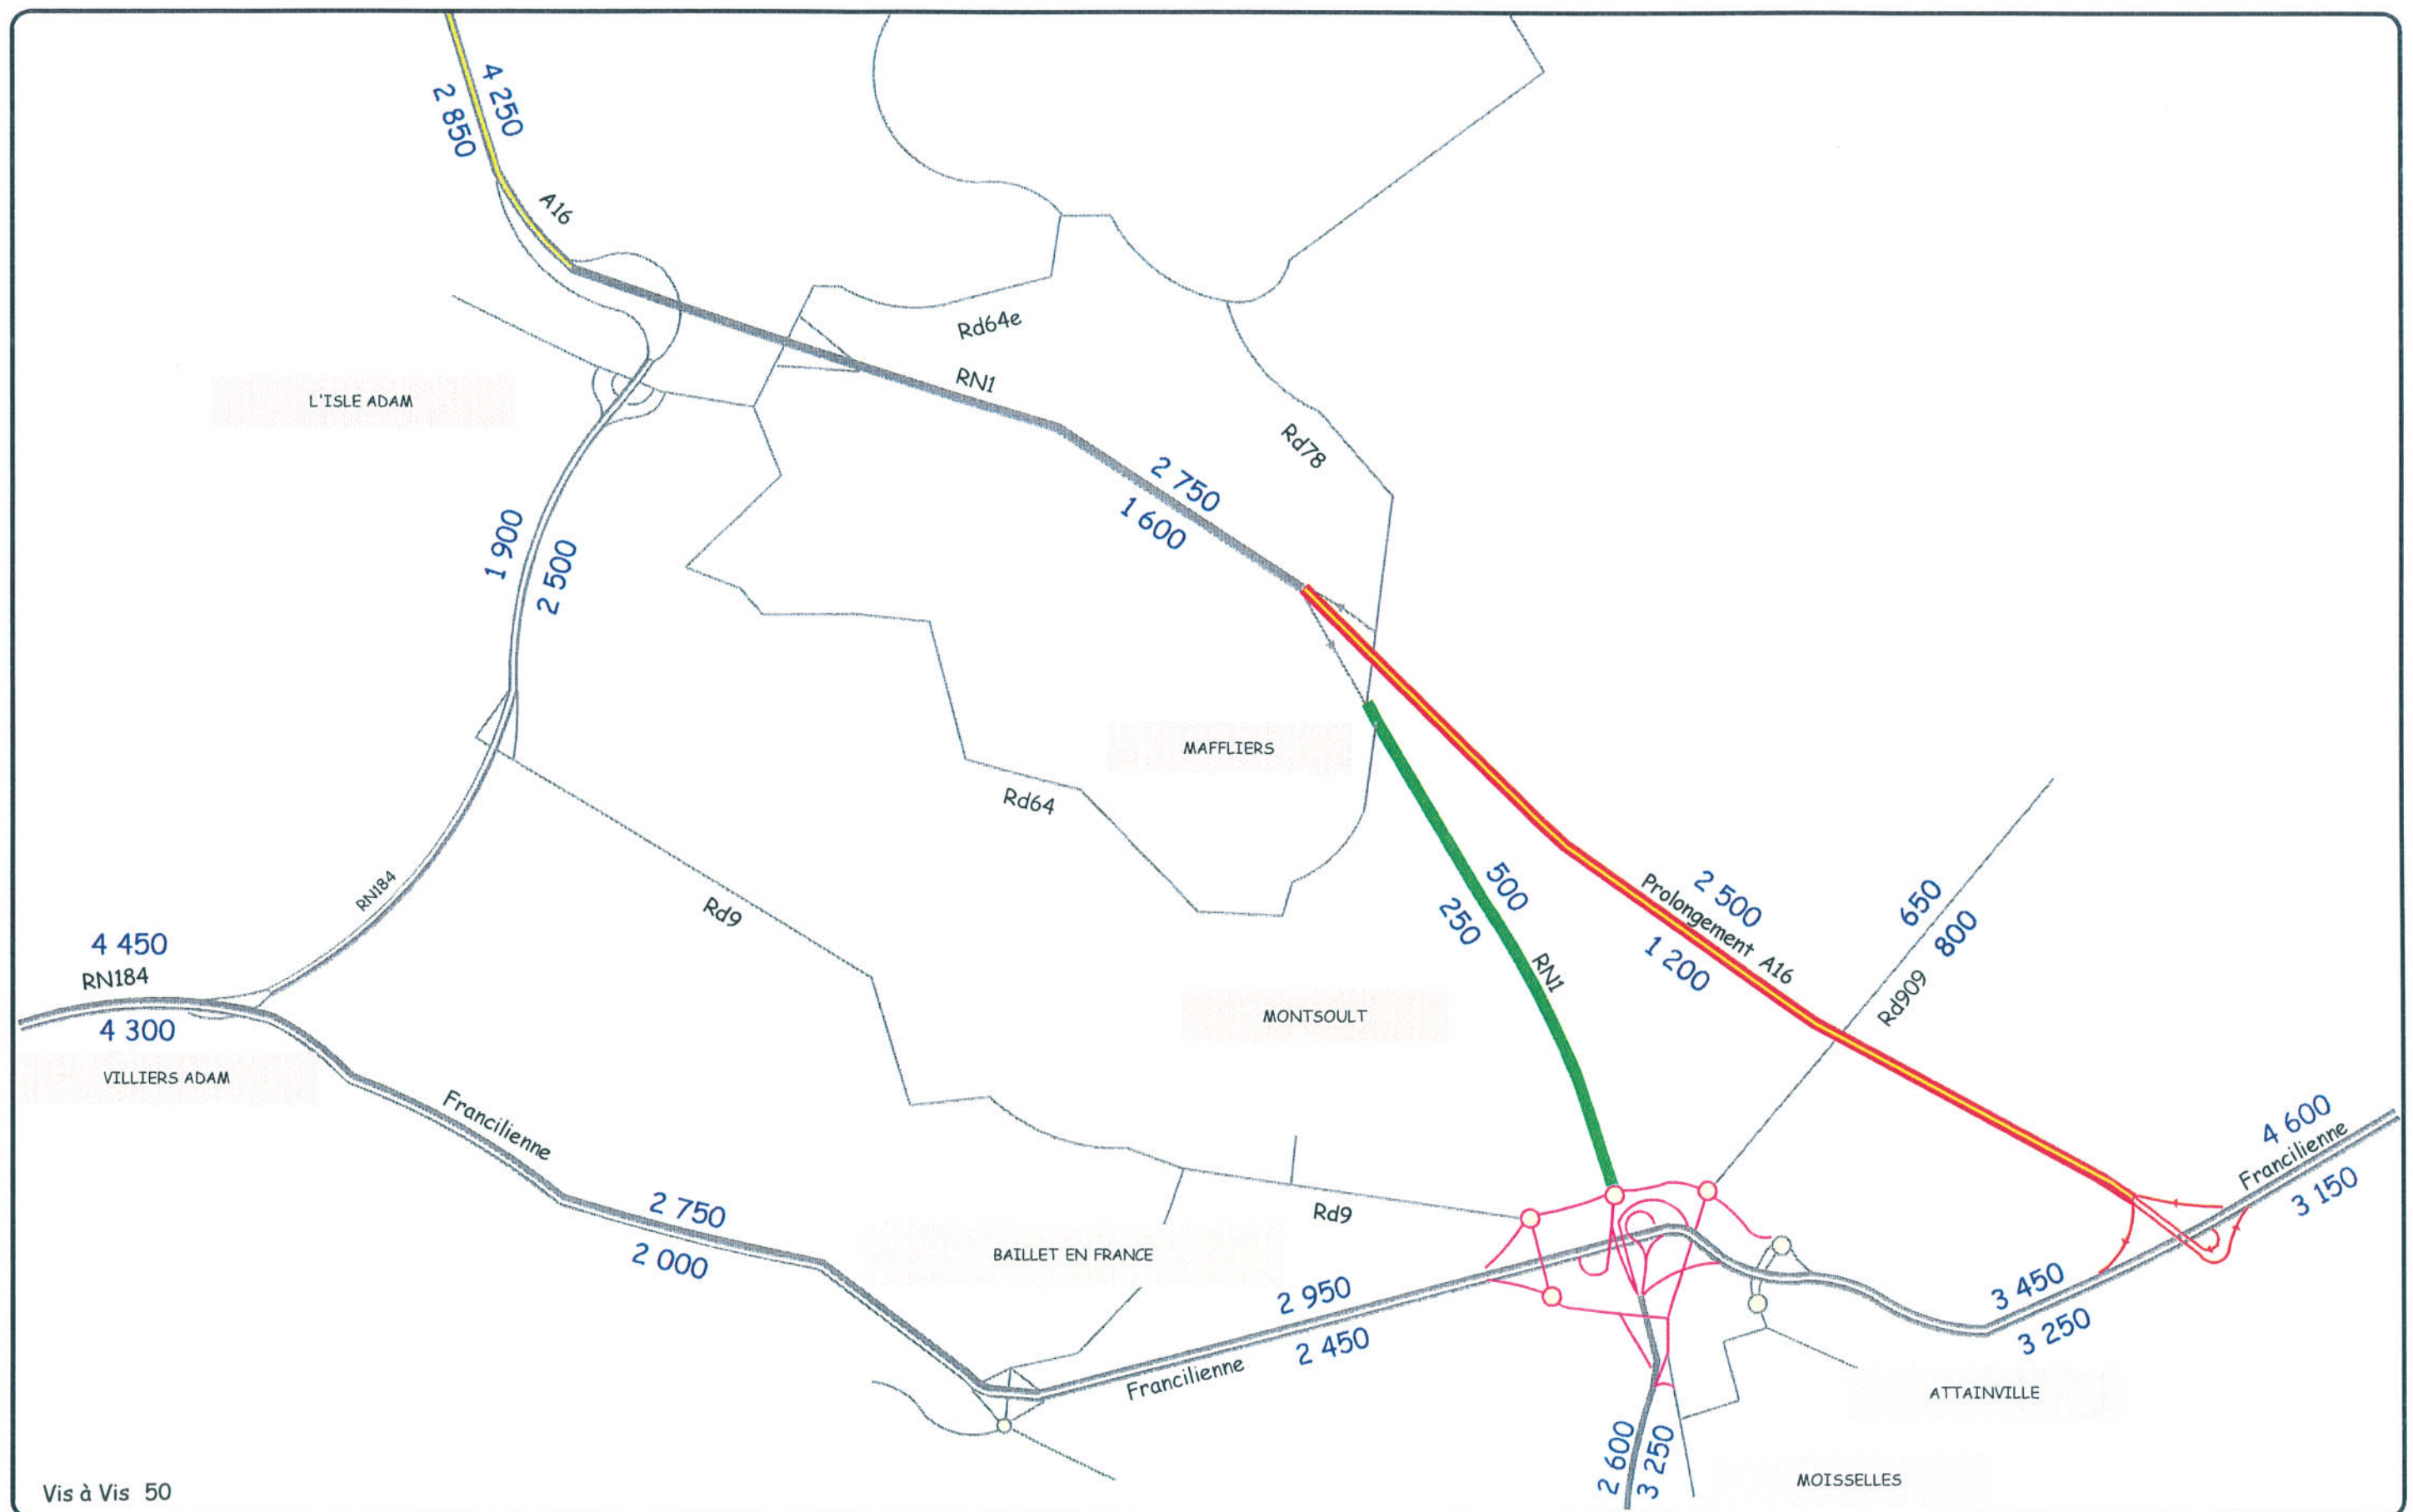 4 250
2 850
A16
Rd64e
RN1
L'ISLE ADAM
Rd78
2 750
1 600
1 900
2 500
MAFFLIERS
Rd64
RN184
Rd9
500
250
RN1
2 500
Prolongement A16
1 200
650
800
Rd909
4 450
RN184
4 300
MONTSOULT
VILLIERS ADAM
Francilienne
4 600
Francilienne
3 150
2 750
2 000
Rd9
BAILLET EN FRANCE
2 950
2 450
Francilienne
3 450
3 250
ATTAINVILLE
2 600
3 250
MOISSELLES
Vis à Vis 50